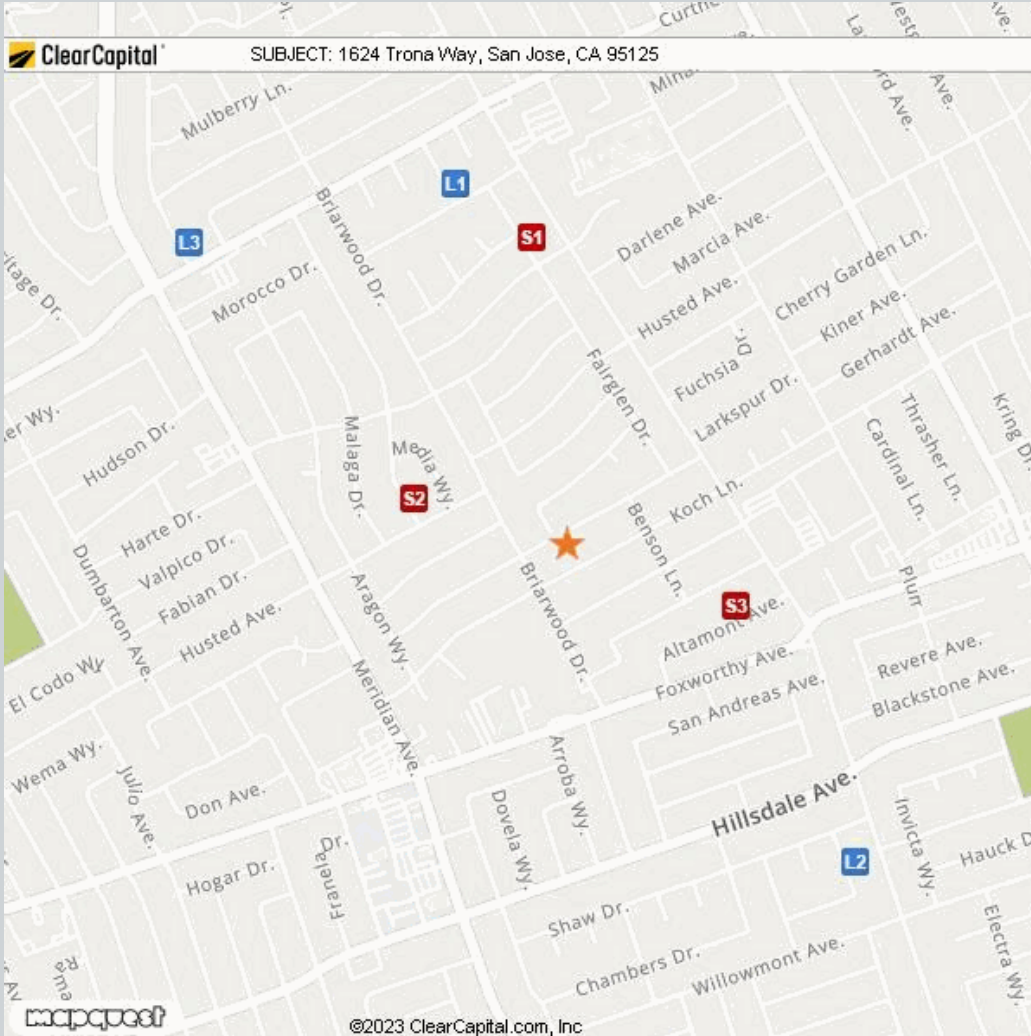 ClearCapital
SUBJECT: 1624 Trona Way, San Jose, CA 95125
Mulberry Ln.
L1
L3
S1
Briarwood Dr.
Morocco Dr.
Darlene Ave.
Marcia Ave.
Husted Ave.
Cherry Garden Ln.
Kiner Ave.
Gerhardt Ave.
Fuchsia Dr.
Larkspur Dr.
Fairglen Dr.
Hudson Dr.
Malaga Dr.
Media Wy.
S2
Koch Ln.
Benson Ln.
Cardinal Ln.
Thrasher Ln.
Kring Dr.
Harte Dr.
Valpico Dr.
Fabian Dr.
Husted Ave.
Dumbarton Ave.
El Codo Wy
Aragon Wy.
Meridian Ave.
Briarwood Dr.
S3
Altamont Ave.
Foxworthy Ave.
San Andreas Ave.
Revere Ave.
Blackstone Ave.
Wema Wy.
Julio Ave.
Don Ave.
Hogar Dr.
Franela Dr.
Dovela Wy.
Arroba Wy.
Hillsdale Ave.
L2
Invicta Wy.
Shaw Dr.
Chambers Dr.
Willowmont Ave.
Electra Wy.
mapquest
©2023 ClearCapital.com, Inc